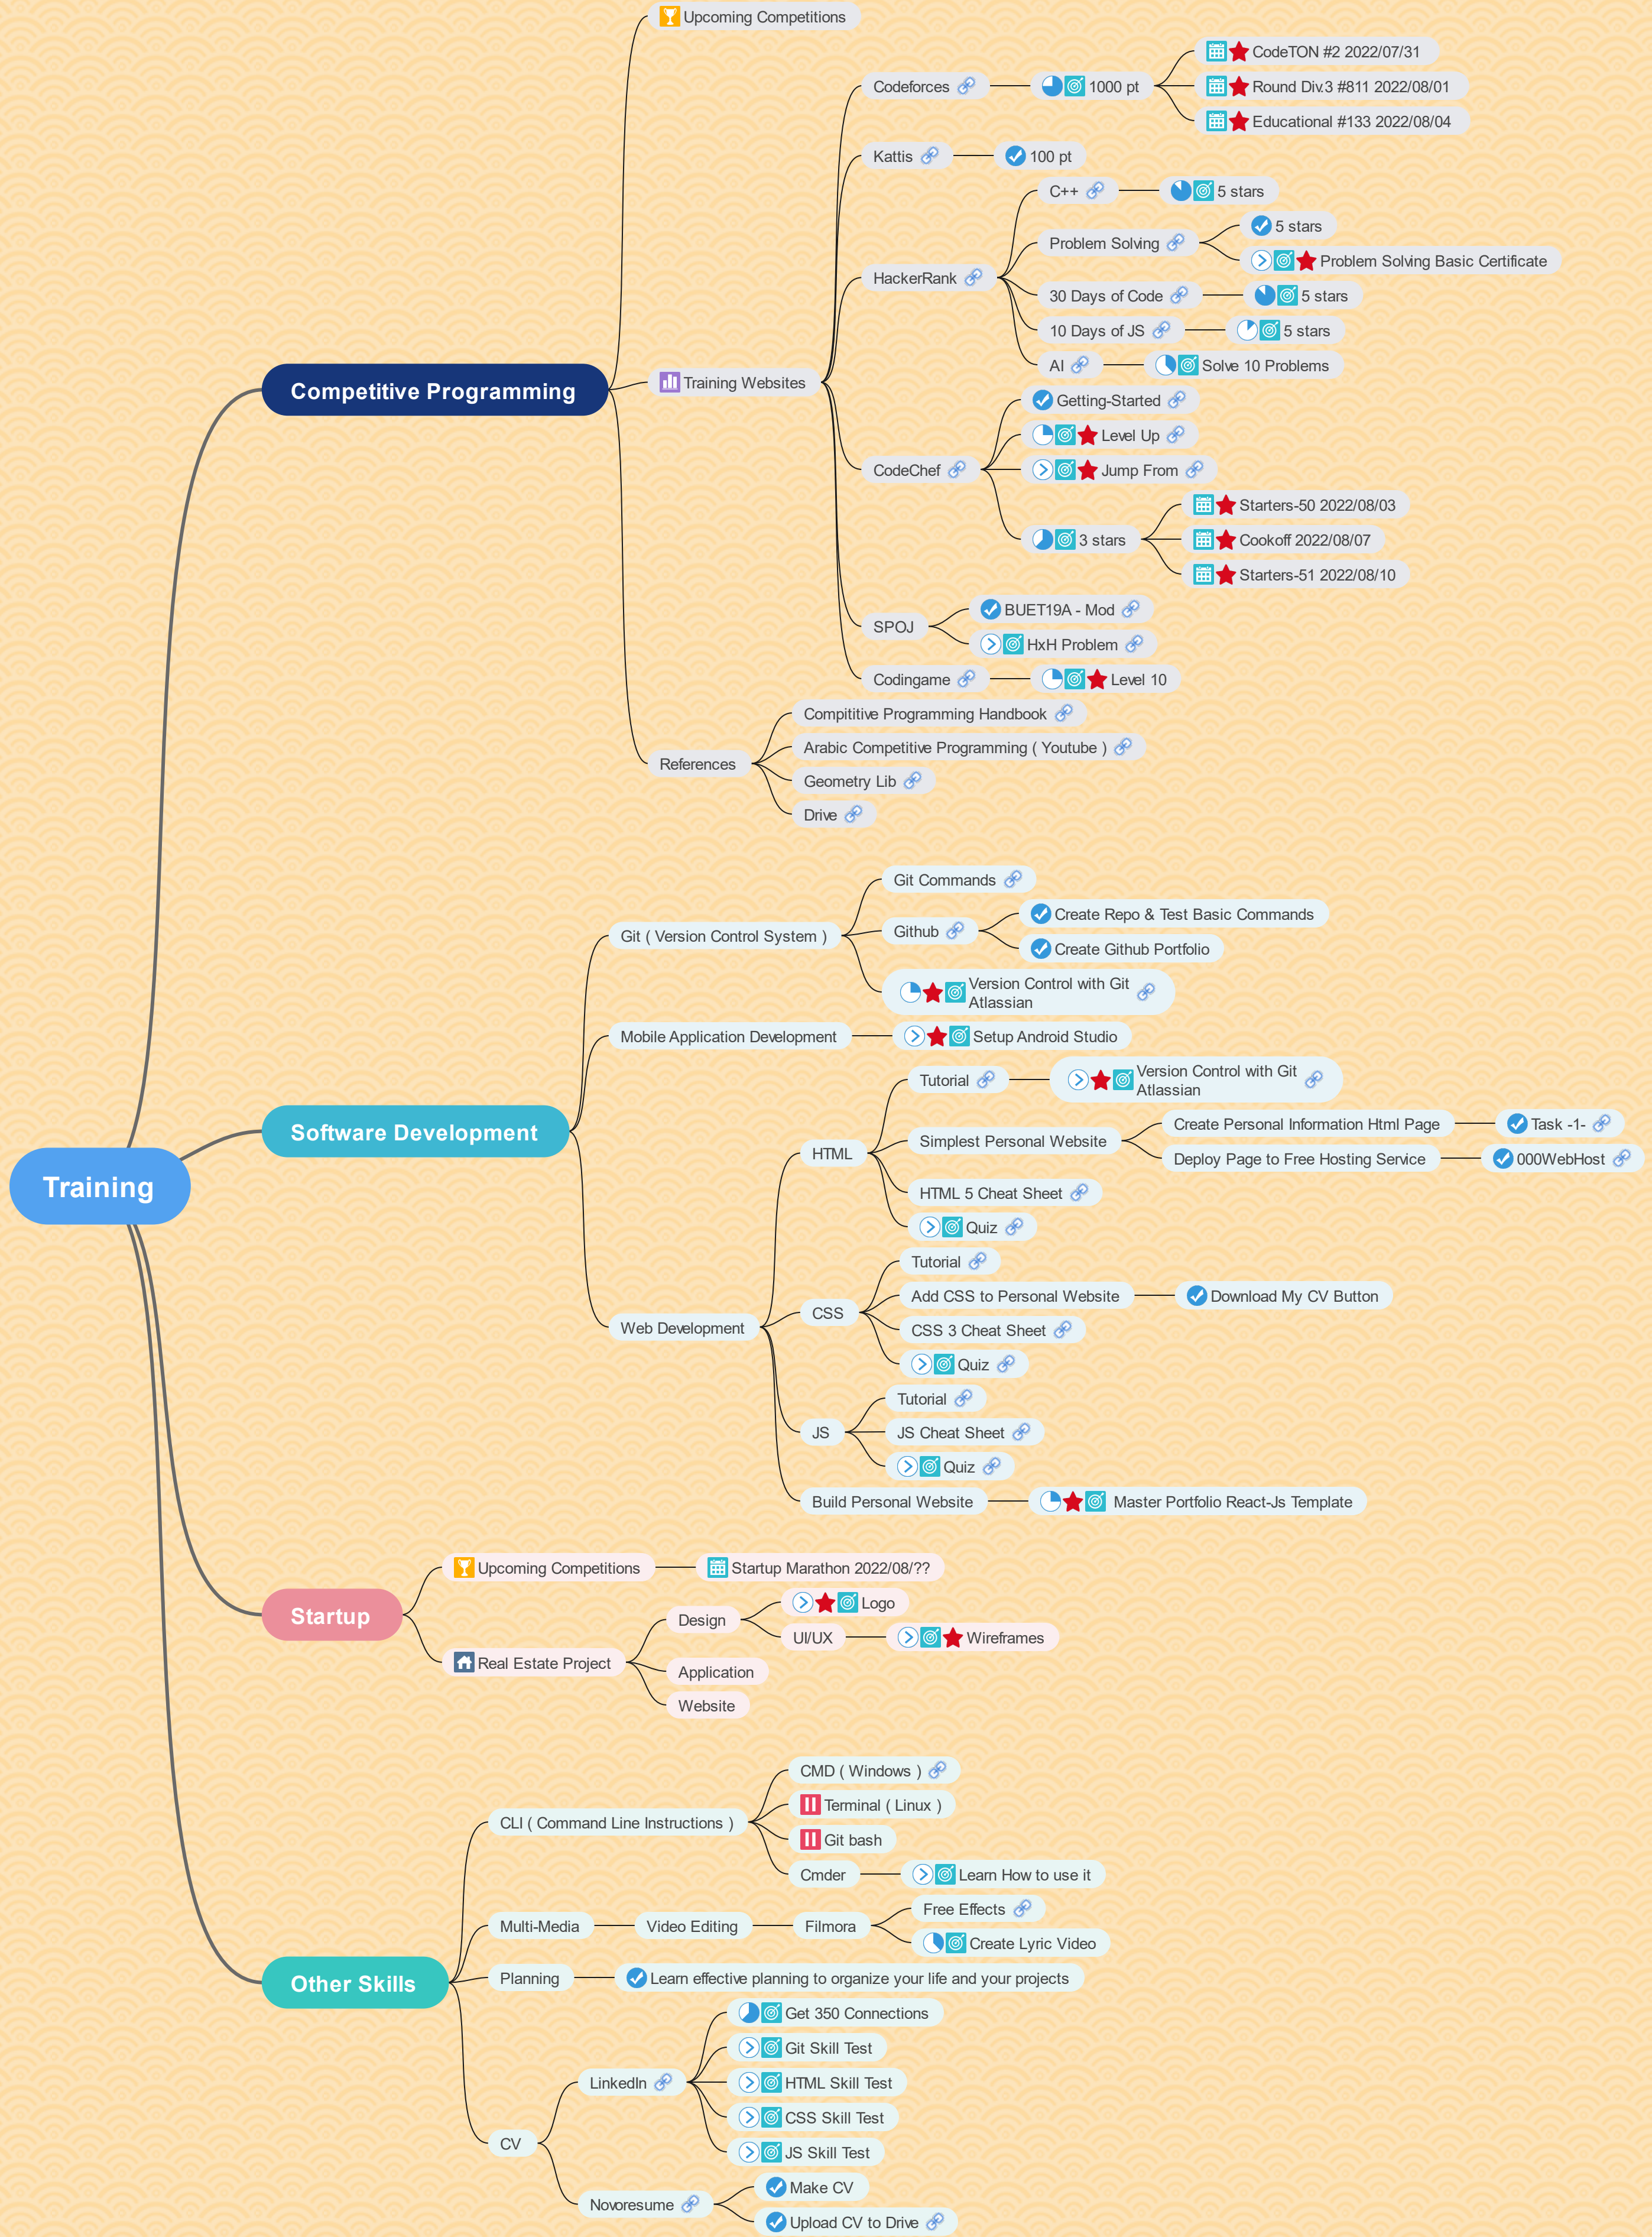 Training
Competitive Programming
Upcoming Competitions
Training Websites
Codeforces
1000 pt
CodeTON #2 2022/07/31
Round Div.3 #811 2022/08/01
Educational #133 2022/08/04
Kattis
100 pt
HackerRank
C++
5 stars
Problem Solving
5 stars
Problem Solving Basic Certificate
30 Days of Code
5 stars
10 Days of JS
5 stars
AI
Solve 10 Problems
CodeChef
Getting-Started
Level Up
Jump From
3 stars
Starters-50 2022/08/03
Cookoff 2022/08/07
Starters-51 2022/08/10
SPOJ
BUET19A - Mod
HxH Problem
Codingame
Level 10
References
Compititive Programming Handbook
Arabic Competitive Programming ( Youtube )
Geometry Lib
Drive
Software Development
Git ( Version Control System )
Git Commands
Github
Create Repo & Test Basic Commands
Create Github Portfolio
Version Control with Git
Atlassian
Mobile Application Development
Setup Android Studio
Web Development
HTML
Tutorial
Version Control with Git
Atlassian
Simplest Personal Website
Create Personal Information Html Page
Task -1-
Deploy Page to Free Hosting Service
000WebHost
HTML 5 Cheat Sheet
Quiz
CSS
Tutorial
Add CSS to Personal Website
Download My CV Button
CSS 3 Cheat Sheet
Quiz
JS
Tutorial
JS Cheat Sheet
Quiz
Build Personal Website
Master Portfolio React-Js Template
Startup
Upcoming Competitions
Startup Marathon 2022/08/??
Real Estate Project
Design
Logo
UI/UX
Wireframes
Application
Website
Other Skills
CLI ( Command Line Instructions )
CMD ( Windows )
Terminal ( Linux )
Git bash
Cmder
Learn How to use it
Multi-Media
Video Editing
Filmora
Free Effects
Create Lyric Video
Planning
Learn effective planning to organize your life and your projects
CV
LinkedIn
Get 350 Connections
Git Skill Test
HTML Skill Test
CSS Skill Test
JS Skill Test
Novoresume
Make CV
Upload CV to Drive